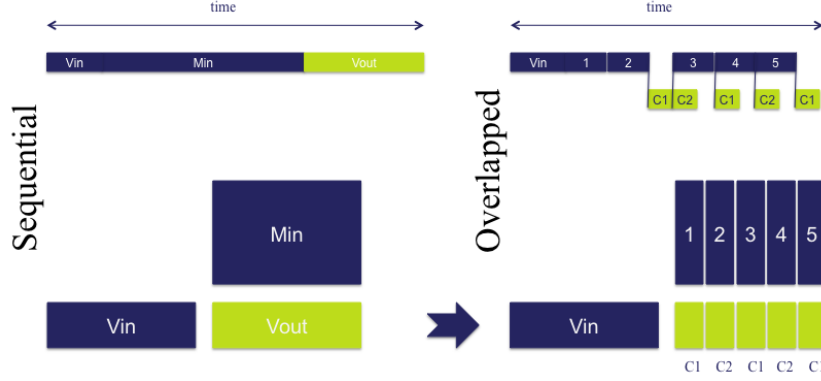 time
Vin Min Vout
Sequential
Min
Vin Vout
time
Vin 1 2 3 4 5
C1 C2 C1 C2 C1
Overlapped
1 2 3 4 5
Vin
C1 C2 C1 C2 C1